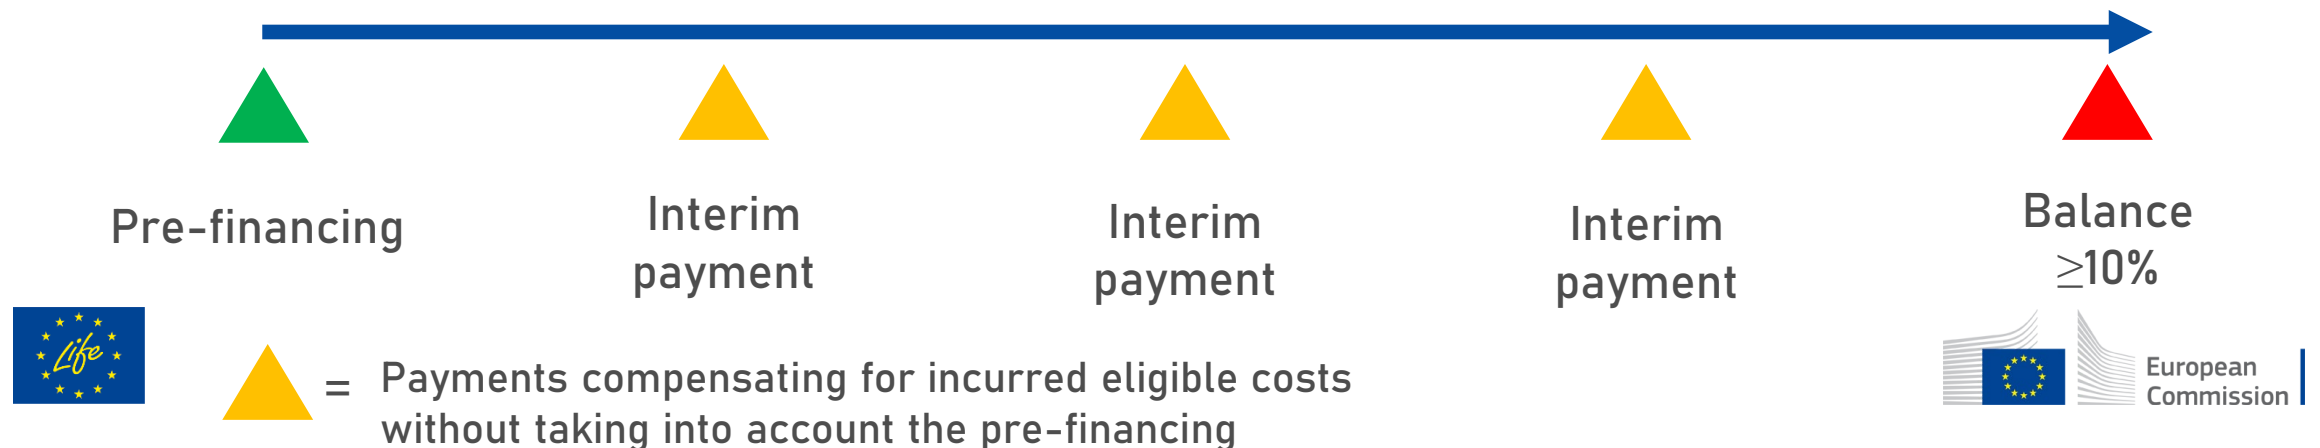 Pre-financing
Interim
payment
Interim
payment
Interim
payment
Balance
≥10%
Life
= Payments compensating for incurred eligible costs
without taking into account the pre-financing
European
Commission